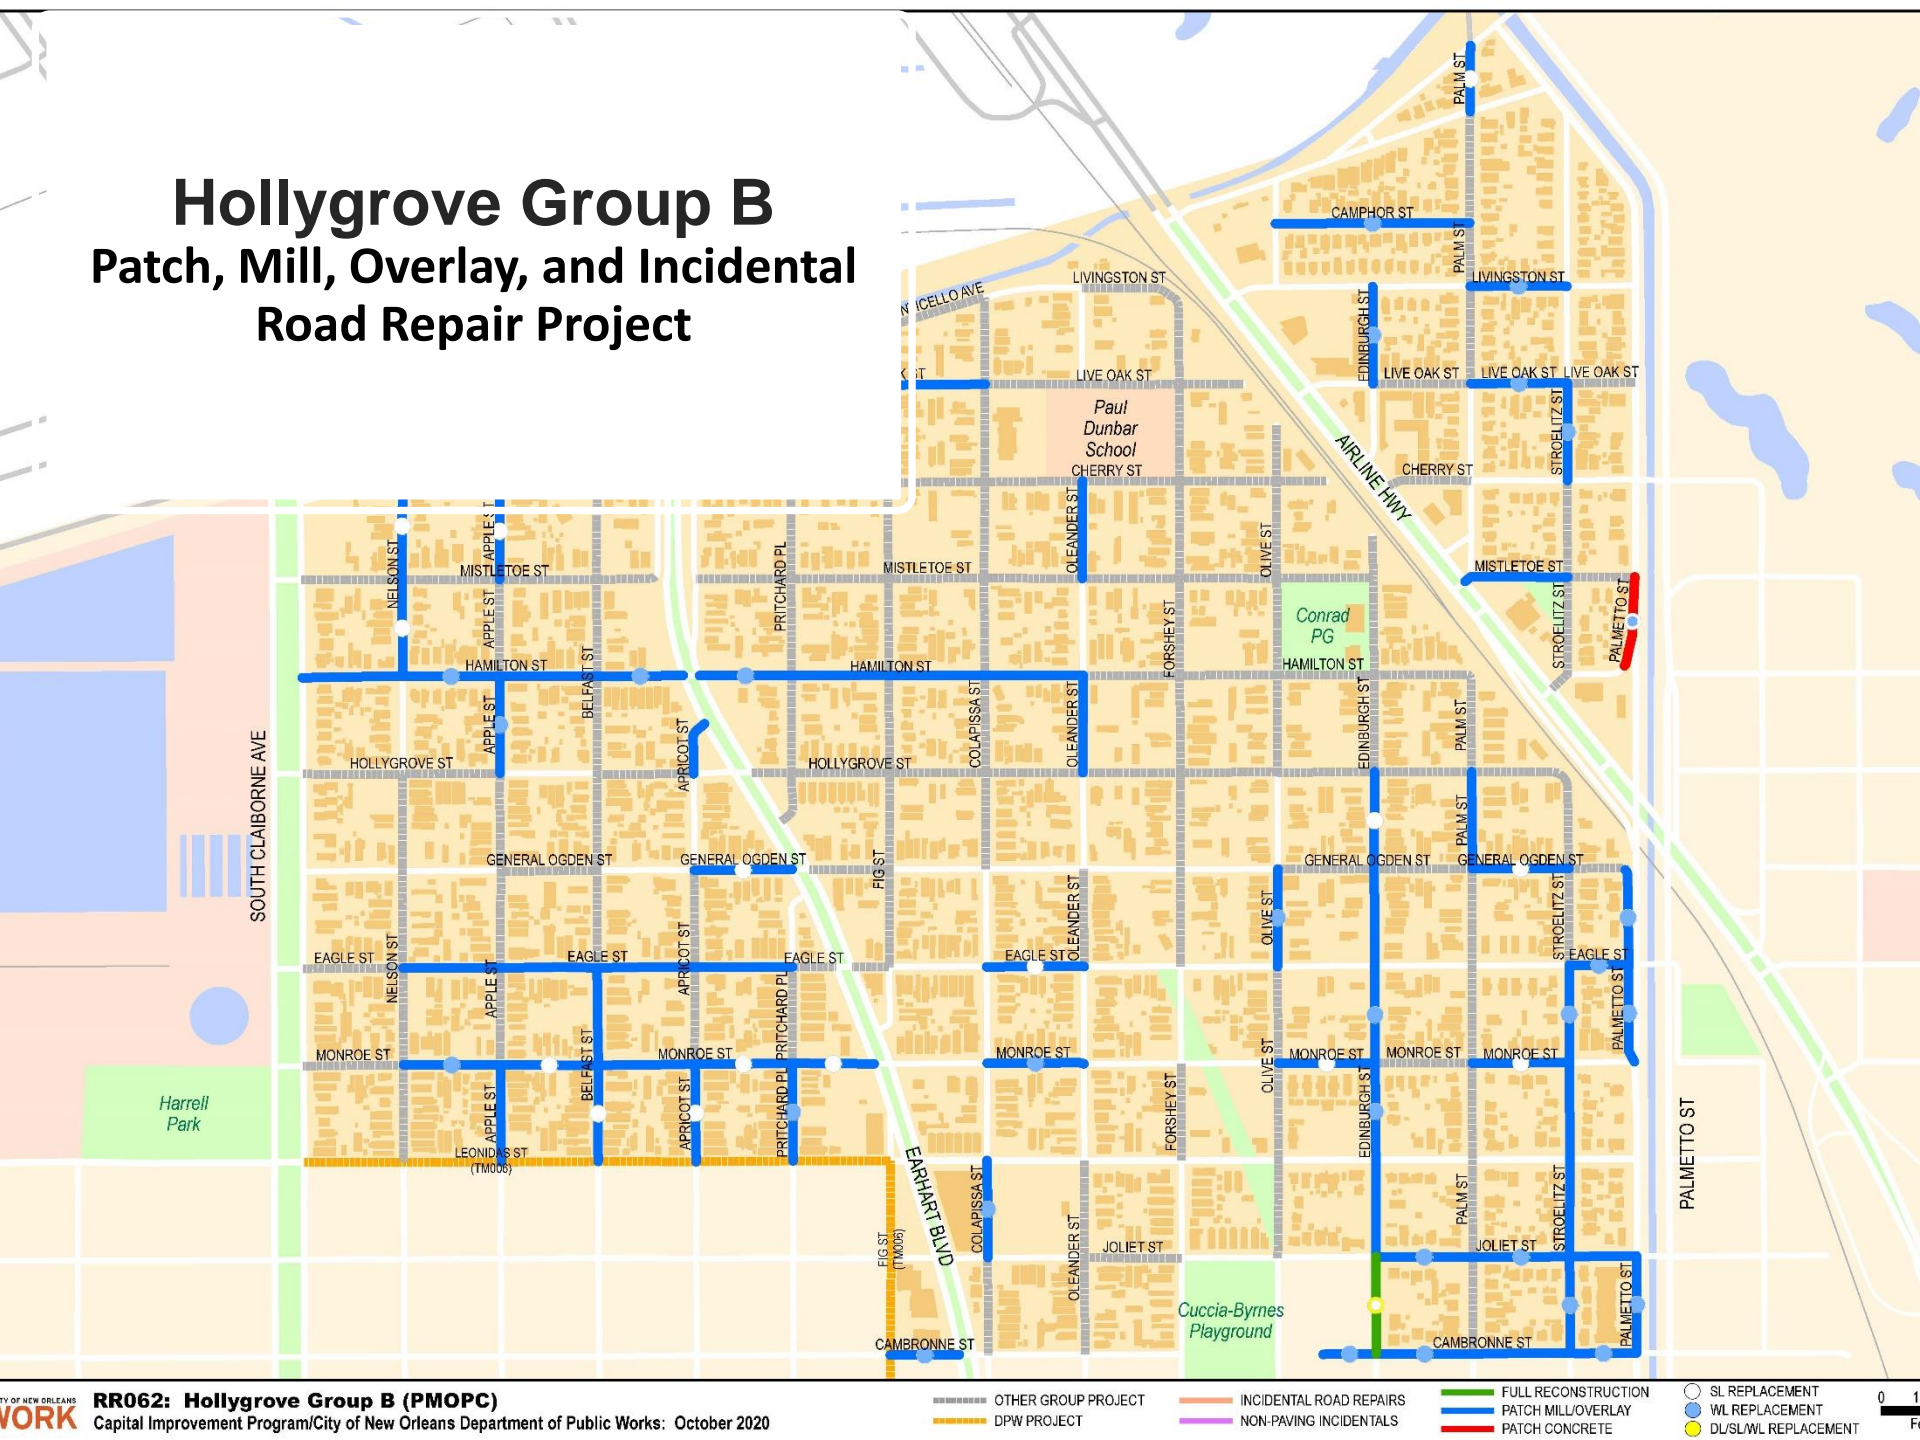 Hollygrove Group B
Patch, Mill, Overlay, and Incidental
Road Repair Project
PALM ST
CAMPHOR ST
PALM ST
LIVINGSTON ST
LIVINGSTON ST
EDINBURGH ST
LIVE OAK ST
LIVE OAK ST
LIVE OAK ST
LIVE OAK ST
Paul
Dunbar
School
STROELITZ ST
CHERRY ST
CHERRY ST
AIRLINE HWY
OLEANDER ST
OLIVE ST
NELSON ST
APPLE ST
MISTLETOE ST
PRITCHARD PL
MISTLETOE ST
MISTLETOE ST
APPLE ST
FORSHEY ST
Conrad
PG
STROELITZ ST
PALMETTO ST
HAMILTON ST
BELFAST ST
HAMILTON ST
HAMILTON ST
APPLE ST
APRICOT ST
COLAPISSA ST
OLEANDER ST
EDINBURGH ST
PALM ST
SOUTH CLAIBORNE AVE
HOLLYGROVE ST
HOLLYGROVE ST
PALM ST
GENERAL OGDEN ST
GENERAL OGDEN ST
FIG ST
GENERAL OGDEN ST
GENERAL OGDEN ST
OLEANDER ST
OLIVE ST
STROELITZ ST
EAGLE ST
NELSON ST
EAGLE ST
APRICOT ST
EAGLE ST
EAGLE ST
EAGLE ST
APPLE ST
PRITCHARD PL
PALMETTO ST
MONROE ST
BELFAST ST
MONROE ST
MONROE ST
OLIVE ST
MONROE ST
MONROE ST
MONROE ST
Harrell
Park
APPLE ST
APRICOT ST
PRITCHARD PL
FORSHEY ST
EDINBURGH ST
PALMETTO ST
LEONIDAS ST
(TM006)
EARHART BLVD
COLAPISSA ST
PALM ST
STROELITZ ST
FIG ST
(TM006)
OLEANDER ST
JOLIET ST
JOLIET ST
Cuccia-Byrnes
Playground
PALMETTO ST
CAMBRONNE ST
CAMBRONNE ST
TY OF NEW ORLEANS
WORK
RR062: Hollygrove Group B (PMOPC)
Capital Improvement Program/City of New Orleans Department of Public Works: October 2020
OTHER GROUP PROJECT
DPW PROJECT
INCIDENTAL ROAD REPAIRS
NON-PAVING INCIDENTALS
FULL RECONSTRUCTION
PATCH MILL/OVERLAY
PATCH CONCRETE
SL REPLACEMENT
WL REPLACEMENT
DL/SL/WL REPLACEMENT
0